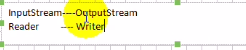 InputStream----OutputStream
Reader ---- Writer